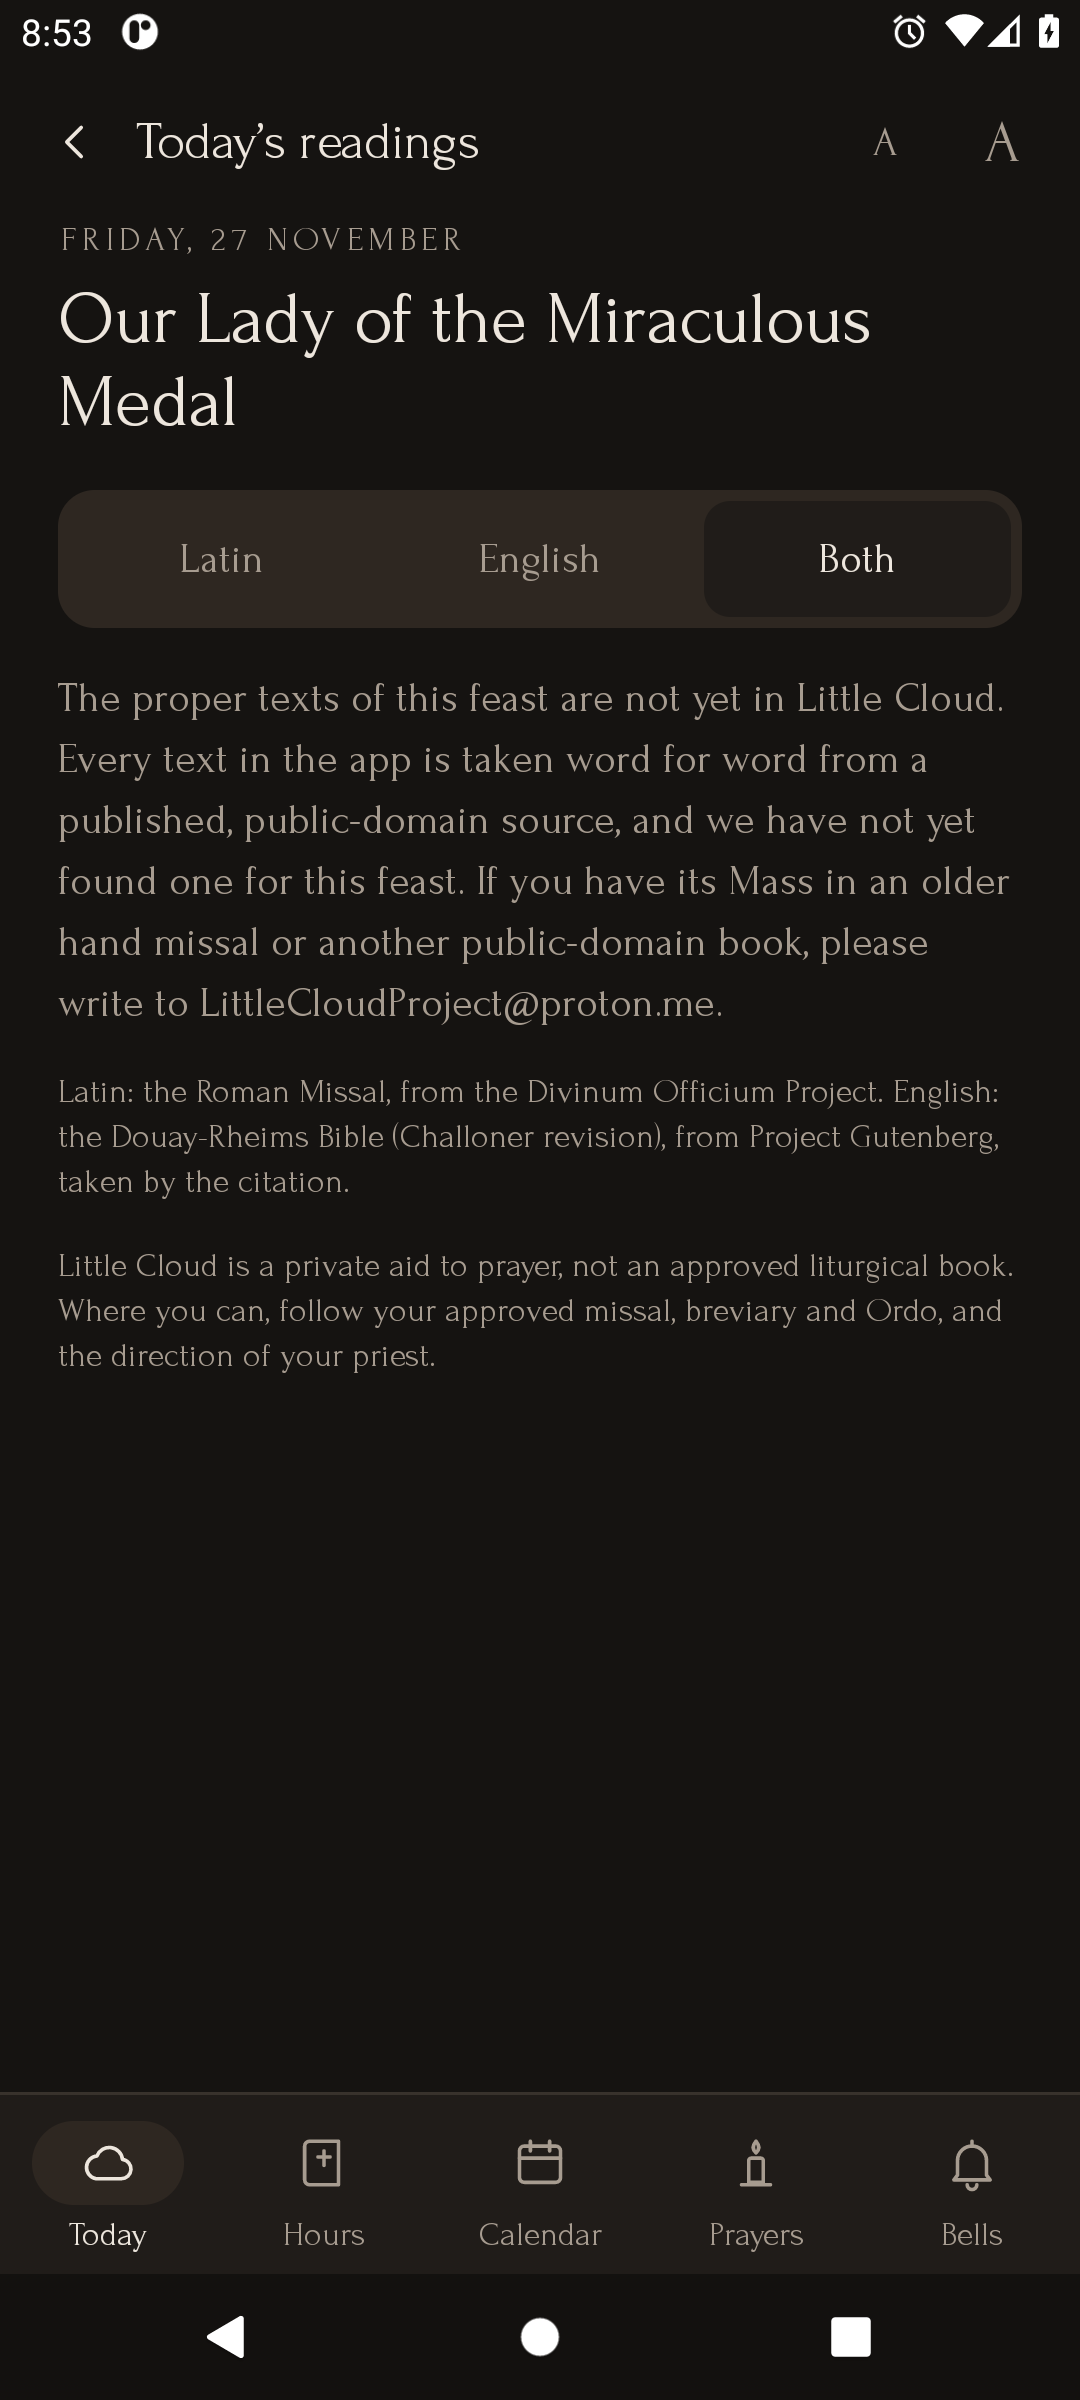 8:53
Today’s readings
A A
FRIDAY, 27 NOVEMBER
Our Lady of the Miraculous
Medal
Latin English Both
The proper texts of this feast are not yet in Little Cloud.
Every text in the app is taken word for word from a
published, public-domain source, and we have not yet
found one for this feast. If you have its Mass in an older
hand missal or another public-domain book, please
write to LittleCloudProject@proton.me.
Latin: the Roman Missal, from the Divinum Officium Project. English:
the Douay-Rheims Bible (Challoner revision), from Project Gutenberg,
taken by the citation.
Little Cloud is a private aid to prayer, not an approved liturgical book.
Where you can, follow your approved missal, breviary and Ordo, and
the direction of your priest.
Today Hours Calendar Prayers Bells